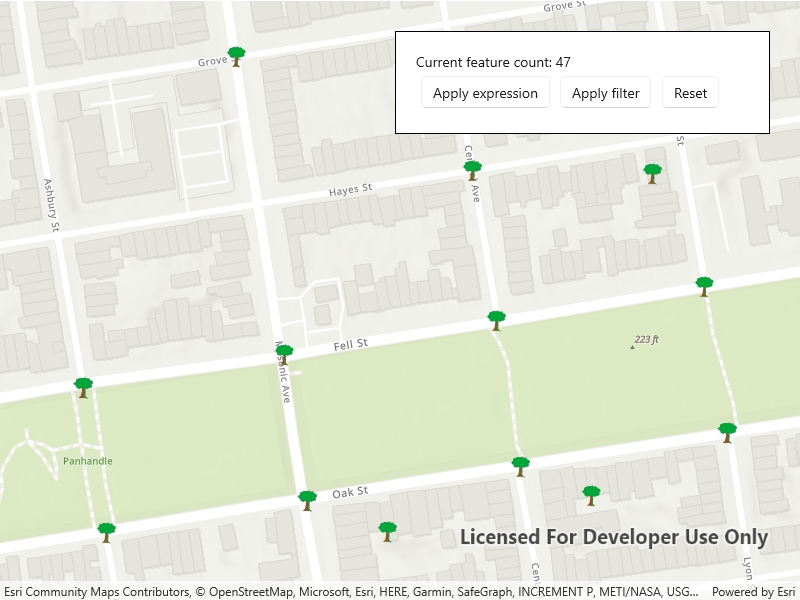 Grove St
Grove
Current feature count: 47
Apply expression
Apply filter
Reset
St
Ave
Hayes St
Ashbury St
Fell St
223 ft
Ave
Panhandle
Oak St
Licensed For Developer Use Only
Lyon S
Esri Community Maps Contributors, © OpenStreetMap, Microsoft, Esri, HERE, Garmin, SafeGraph, INCREMENT P, METI/NASA, USG...
Powered by Esri